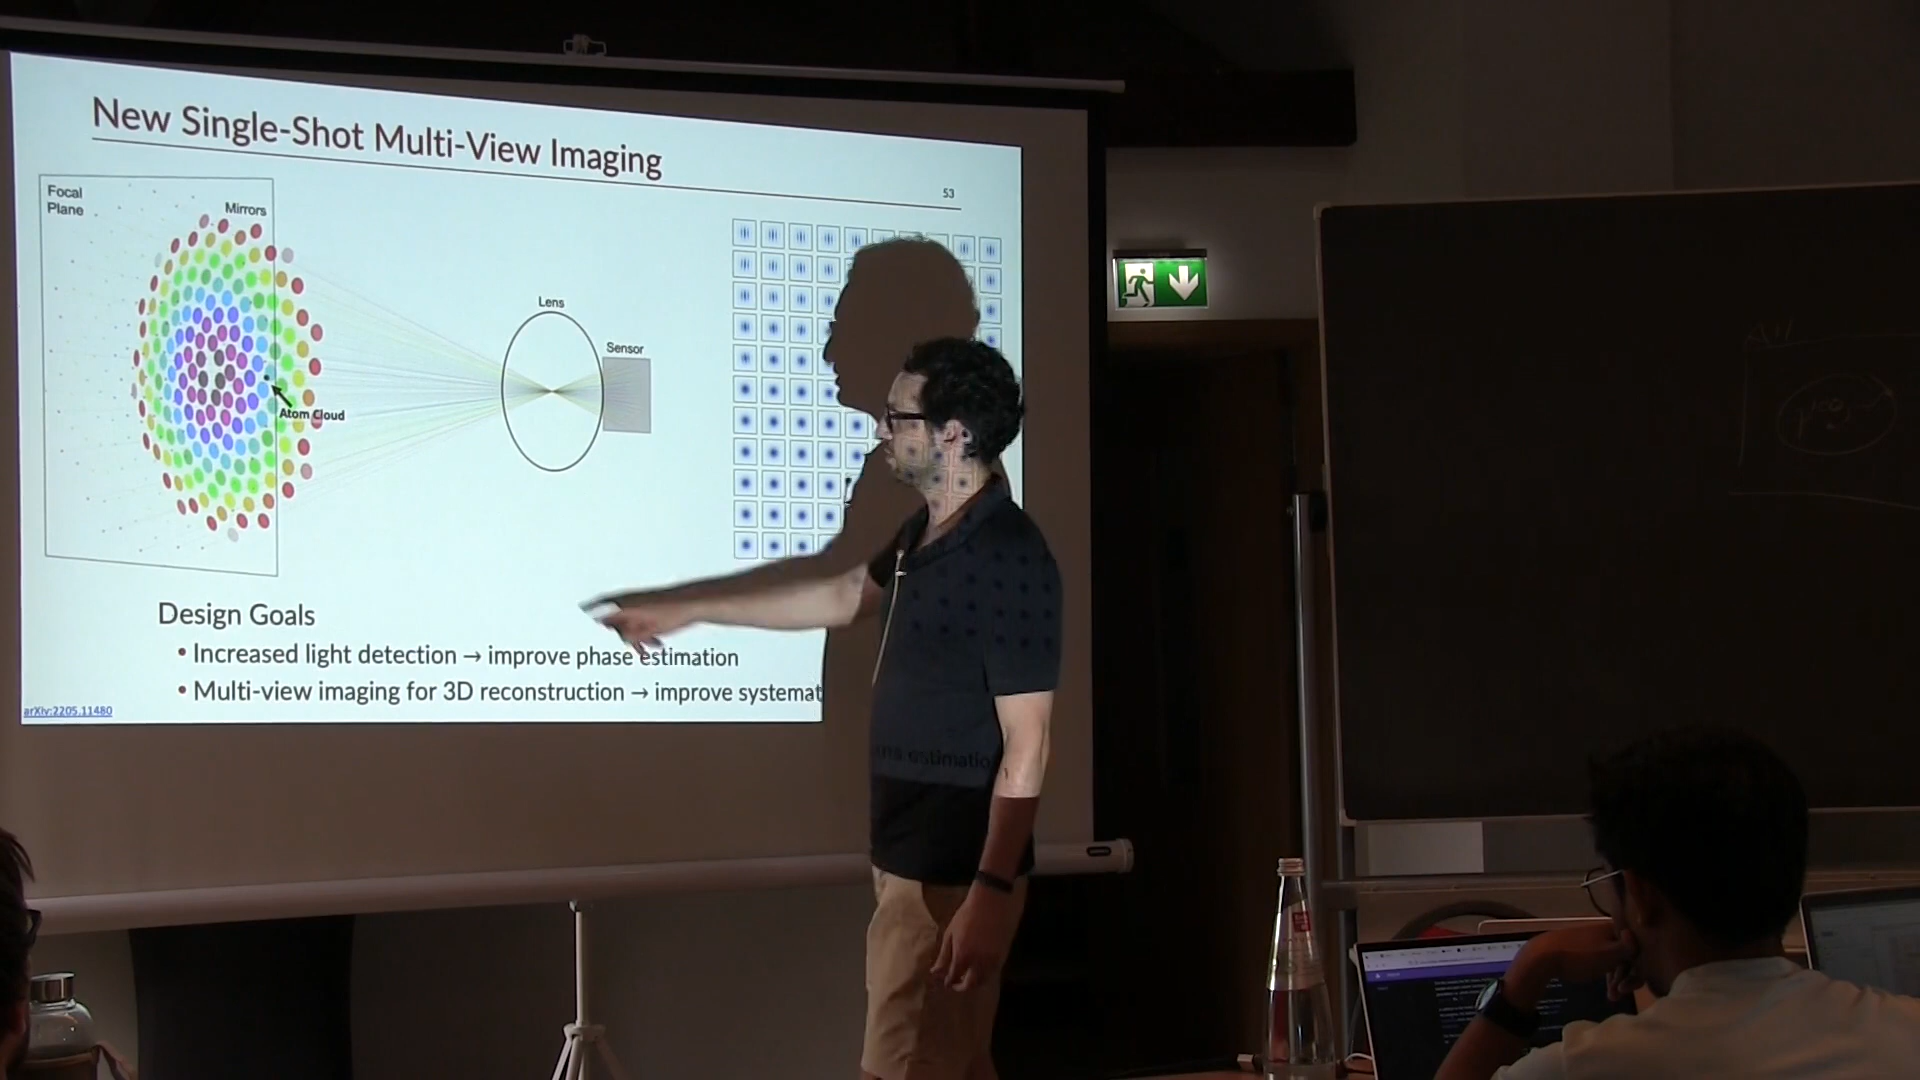 New Single-Shot Multi-View Imaging
53
Focal
Plane
Mirrors
Lens
Sensor
Atom Cloud
Design Goals
• Increased light detection → improve phase estimation
• Multi-view imaging for 3D reconstruction → improve systemat
estimatio
arXiv:2205.11480